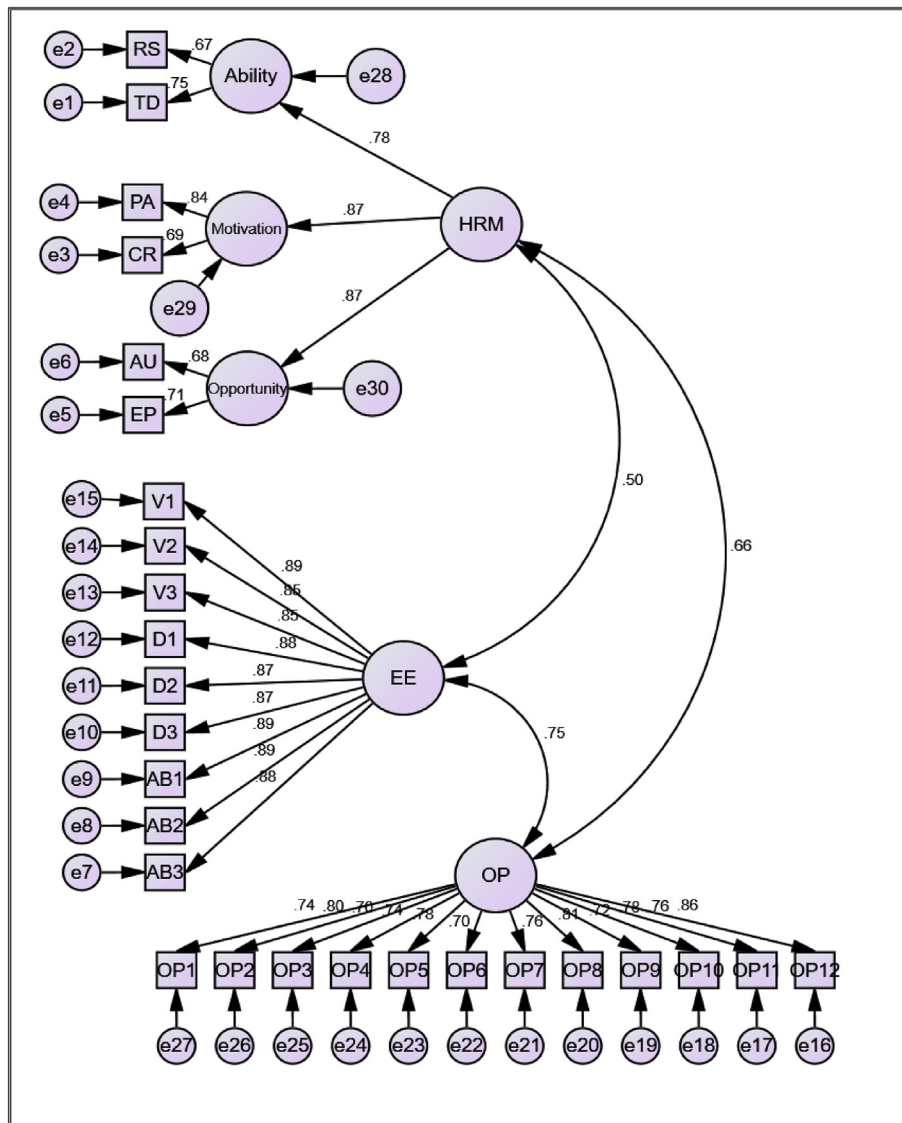 e2
RS
.67
Ability
e28
e1
TD
.75
.78
e4
PA
.84
Motivation
.87
HRM
e3
CR
.69
e29
.87
e6
AU
.68
Opportunity
e30
e5
EP
.71
.50
.66
e15
V1
e14
V2
.89
e13
V3
.85
.85
e12
D1
.88
EE
e11
D2
.87
e10
D3
.87
.75
e9
AB1
.89
e8
AB2
.89
e7
AB3
.88
OP
.74 .80 .70 .74 .78 .70 .76 .81 .72 .78 .76 .86
OP1 OP2 OP3 OP4 OP5 OP6 OP7 OP8 OP9 OP10 OP11 OP12
e27 e26 e25 e24 e23 e22 e21 e20 e19 e18 e17 e16